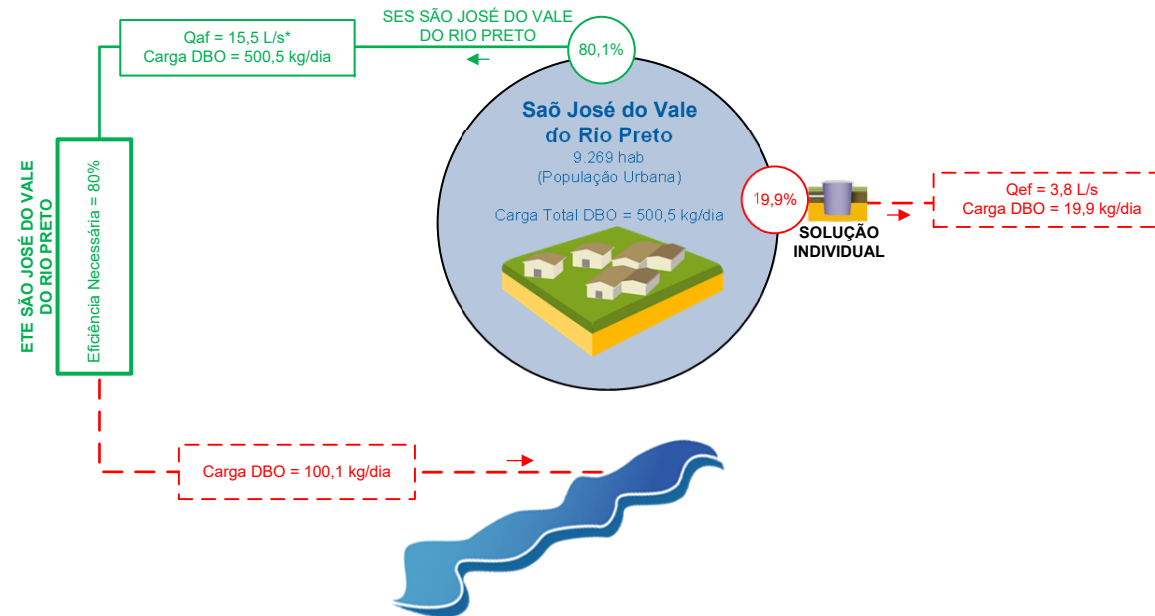 SES SÃO JOSÉ DO VALE
DO RIO PRETO
Qaf = 15,5 L/s*
Carga DBO = 500,5 kg/dia
80,1%
Saõ José do Vale
do Rio Preto
9.269 hab
(População Urbana)
Carga Total DBO = 500,5 kg/dia
19,9%
SOLUÇÃO
INDIVIDUAL
Qef = 3,8 L/s
Carga DBO = 19,9 kg/dia
ETE SÃO JOSÉ DO VALE
DO RIO PRETO
Eficiência Necessária = 80%
Carga DBO = 100,1 kg/dia